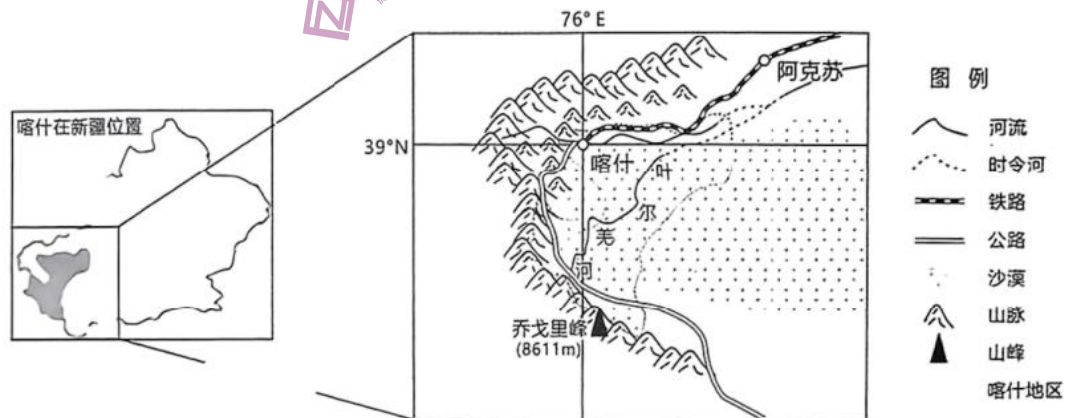 喀什在新疆位置
76° E
39°N
阿克苏
喀什
叶
尔
羌
河
乔戈里峰
(8611m)
图 例
河流
时令河
铁路
公路
沙漠
山脉
山峰
喀什地区